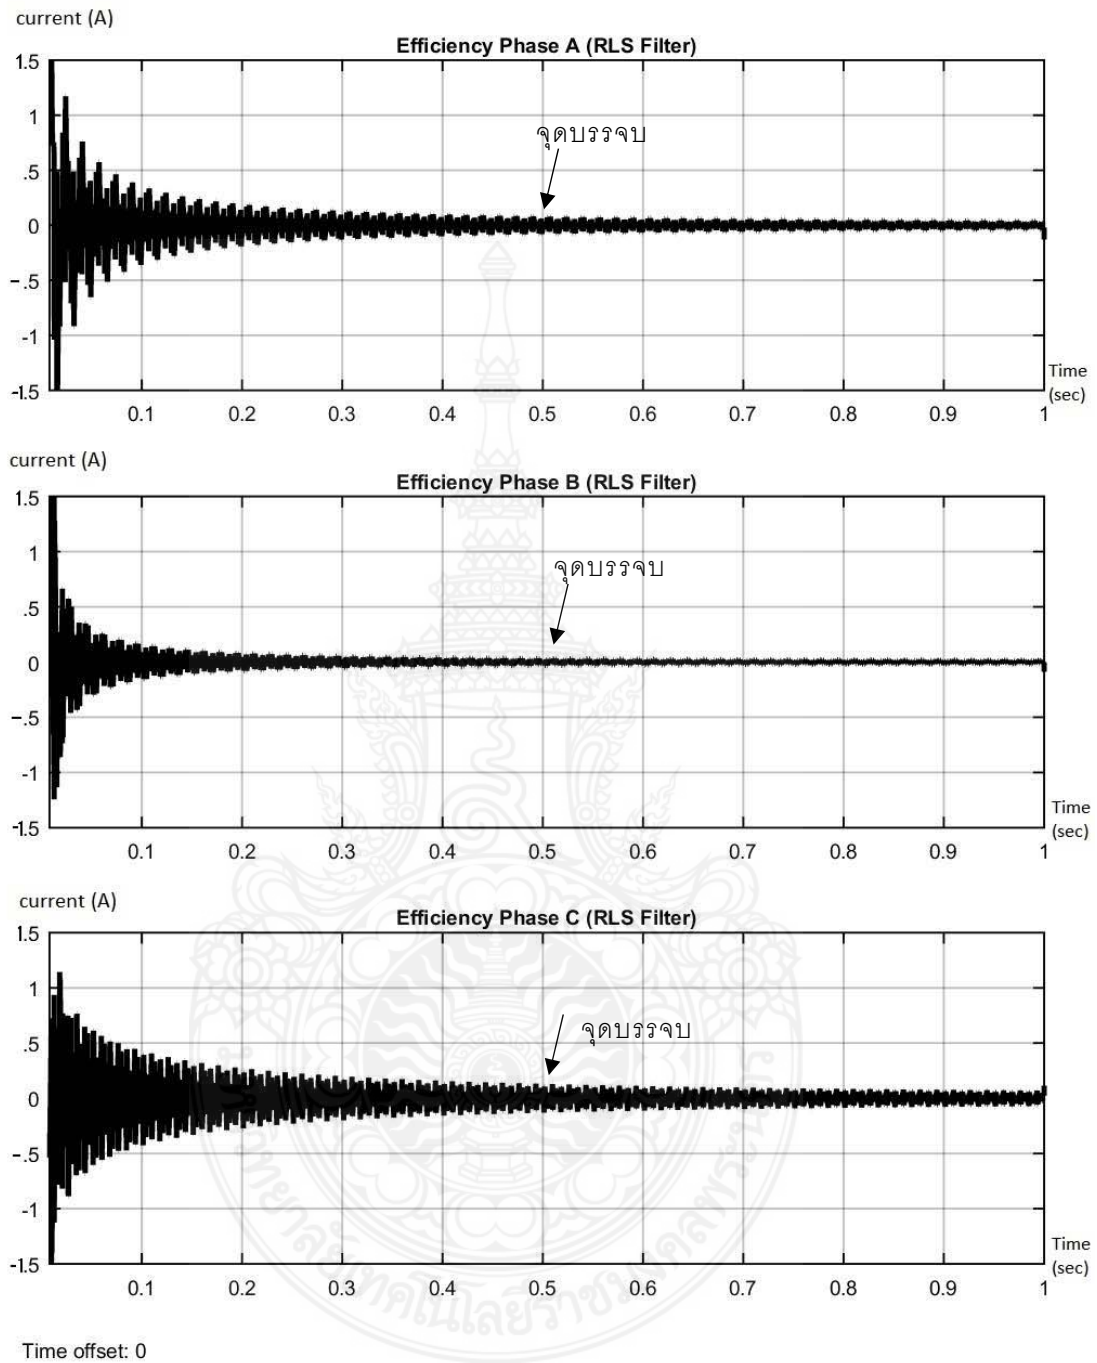 current (A)
Efficiency Phase A (RLS Filter)
1.5
1
.5
0
-.5
-1
-1.5
จุดบรรจบ
Time
(sec)
0.1 0.2 0.3 0.4 0.5 0.6 0.7 0.8 0.9 1
current (A)
Efficiency Phase B (RLS Filter)
1.5
1
.5
0
-.5
-1
-1.5
จุดบรรจบ
Time
(sec)
0.1 0.2 0.3 0.4 0.5 0.6 0.7 0.8 0.9 1
current (A)
Efficiency Phase C (RLS Filter)
1.5
1
.5
0
-.5
-1
-1.5
จุดบรรจบ
Time
(sec)
0.1 0.2 0.3 0.4 0.5 0.6 0.7 0.8 0.9 1
Time offset: 0